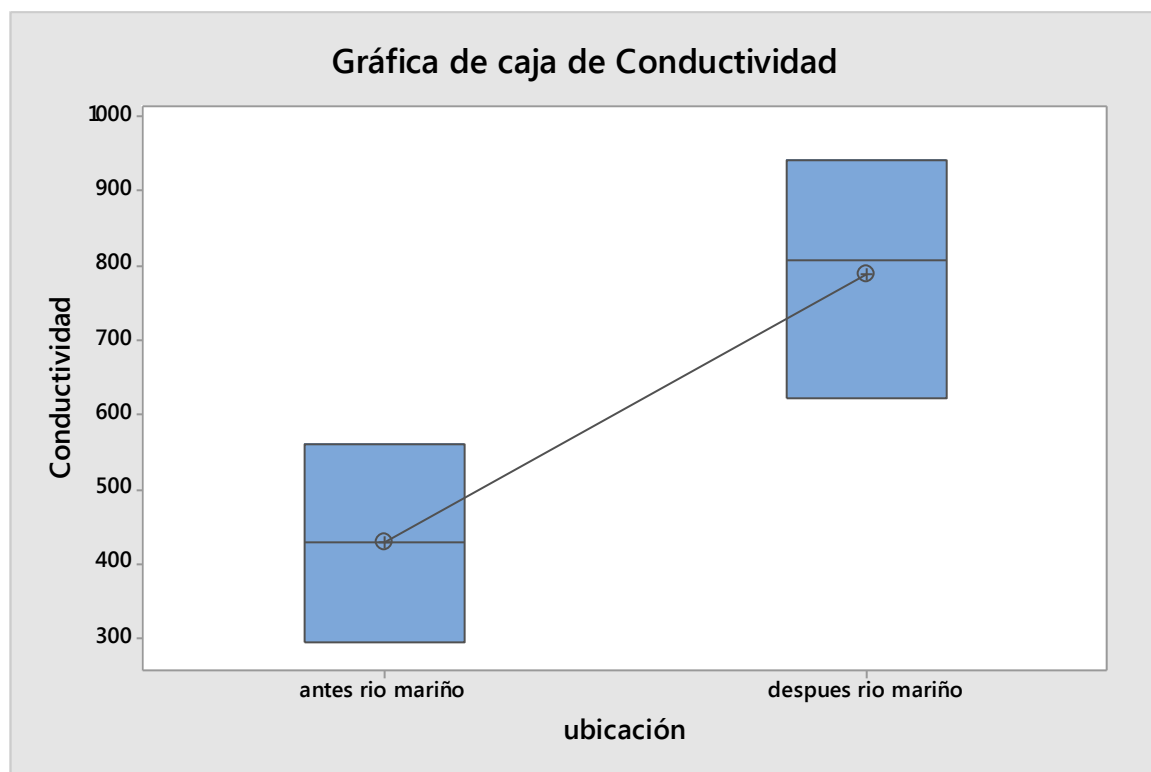 Gráfica de caja de Conductividad
1000
900
800
700
600
500
400
300
Conductividad
antes rio mariño
despues rio mariño
ubicación